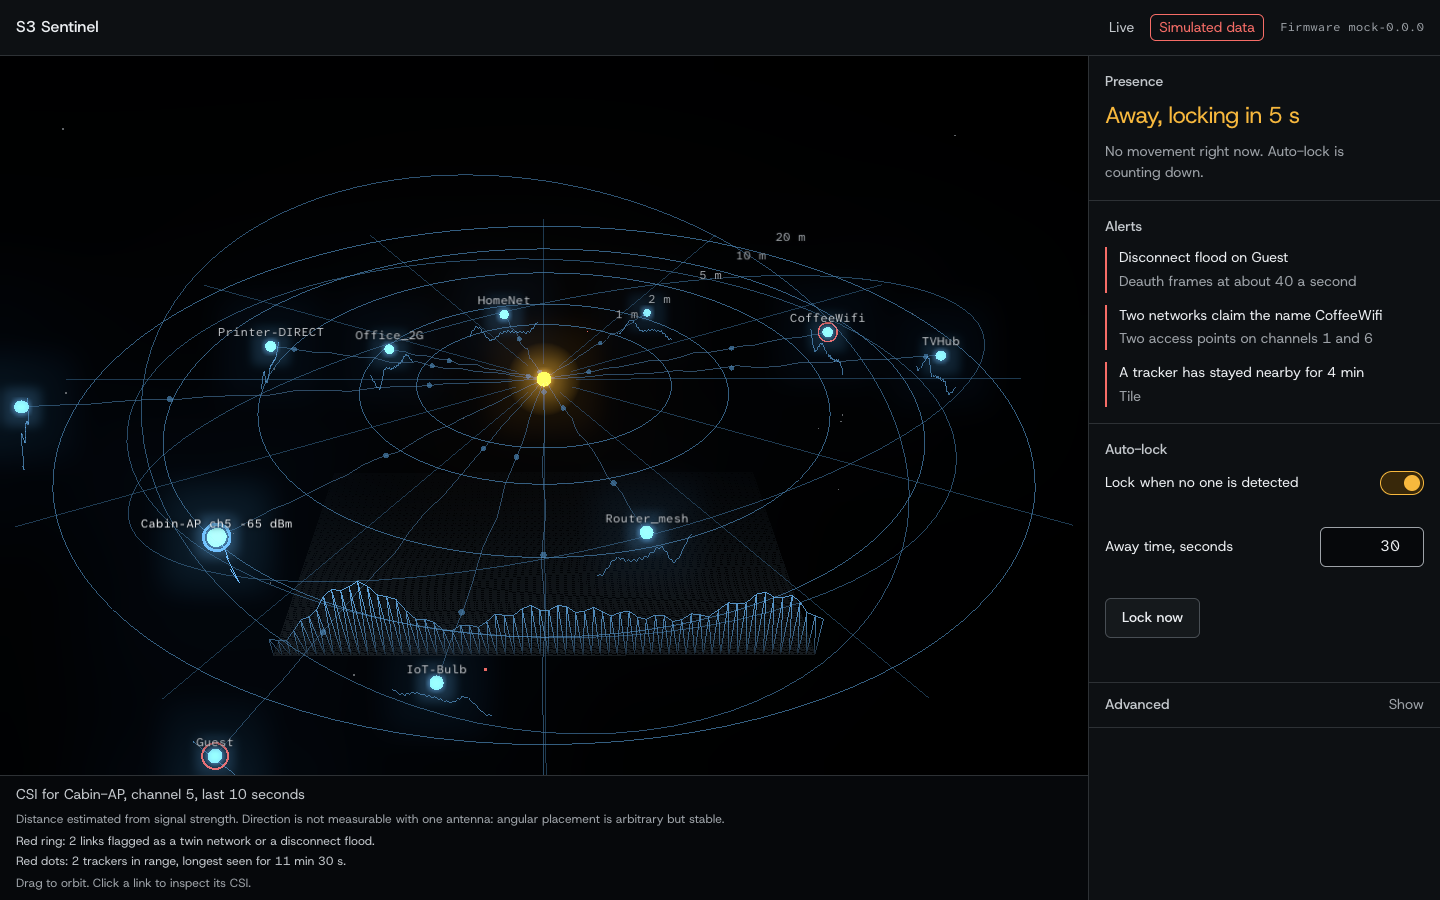 S3 Sentinel
Live
Simulated data
Firmware mock-0.0.0
20 m
10 m
5 m
2 m
1 m
HomeNet
Printer-DIRECT
Office_2G
CoffeeWifi
TVHub
Cabin-AP ch5 -65 dBm
Router_mesh
IoT-Bulb
Guest
CSI for Cabin-AP, channel 5, last 10 seconds
Distance estimated from signal strength. Direction is not measurable with one antenna: angular placement is arbitrary but stable.
Red ring: 2 links flagged as a twin network or a disconnect flood.
Red dots: 2 trackers in range, longest seen for 11 min 30 s.
Drag to orbit. Click a link to inspect its CSI.
Presence
Away, locking in 5 s
No movement right now. Auto-lock is
counting down.
Alerts
Disconnect flood on Guest
Deauth frames at about 40 a second
Two networks claim the name CoffeeWifi
Two access points on channels 1 and 6
A tracker has stayed nearby for 4 min
Tile
Auto-lock
Lock when no one is detected
Away time, seconds
30
Lock now
Advanced
Show